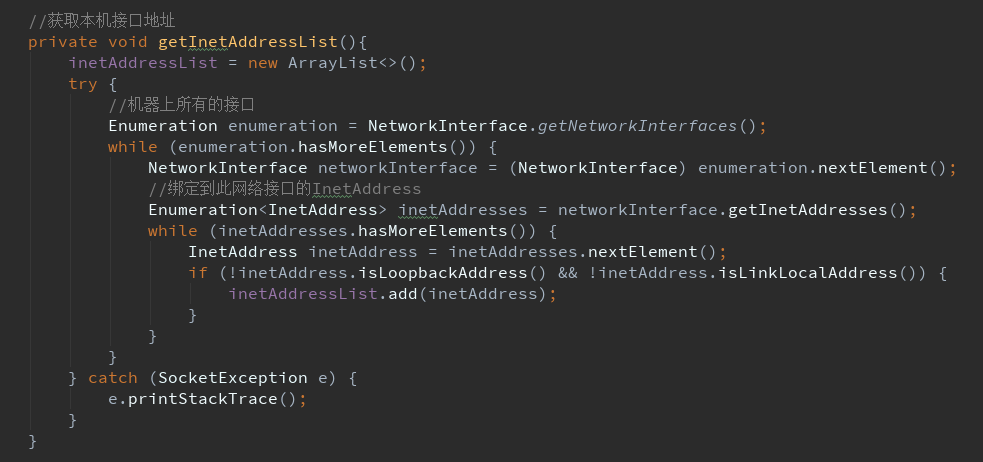 //获取本机接口地址
private void getInetAddressList(){
    inetAddressList = new ArrayList<>();
    try {
        //机器上所有的接口
        Enumeration enumeration = NetworkInterface.getNetworkInterfaces();
        while (enumeration.hasMoreElements()) {
            NetworkInterface networkInterface = (NetworkInterface) enumeration.nextElement();
            //绑定到此网络接口的InetAddress
            Enumeration<InetAddress> inetAddresses = networkInterface.getInetAddresses();
            while (inetAddresses.hasMoreElements()) {
                InetAddress inetAddress = inetAddresses.nextElement();
                if (!inetAddress.isLoopbackAddress() && !inetAddress.isLinkLocalAddress()) {
                    inetAddressList.add(inetAddress);
                }
            }
        }
    } catch (SocketException e) {
        e.printStackTrace();
    }
}